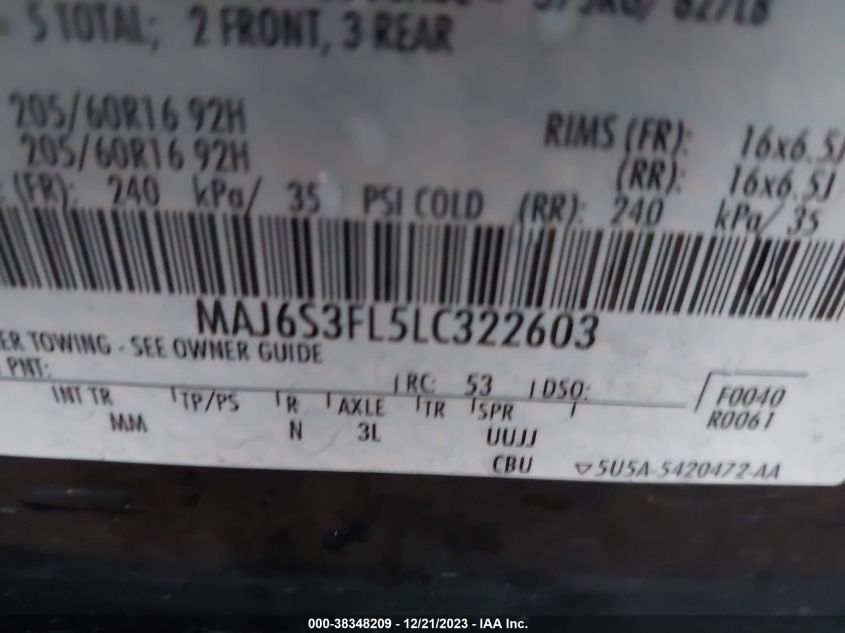 5 TOTAL; 2 FRONT, 3 REAR
205/60R16 92H
RIMS (FR): 16x6.5J
205/60R16 92H
(RR): 16x6.5J
(FR): 240 kPa/ 35 PSI COLD (RR): 240 kPa/ 35
MAJ6S3FL5LC322603
ER TOWING - SEE OWNER GUIDE
PNT:
RC: 53 DSO:
F0040
INT TR TP/PS R AXLE TR SPR
R0061
MM N 3L UUJJ
CBU 5U5A-5420472-AA
000-38348209 - 12/21/2023 - IAA Inc.